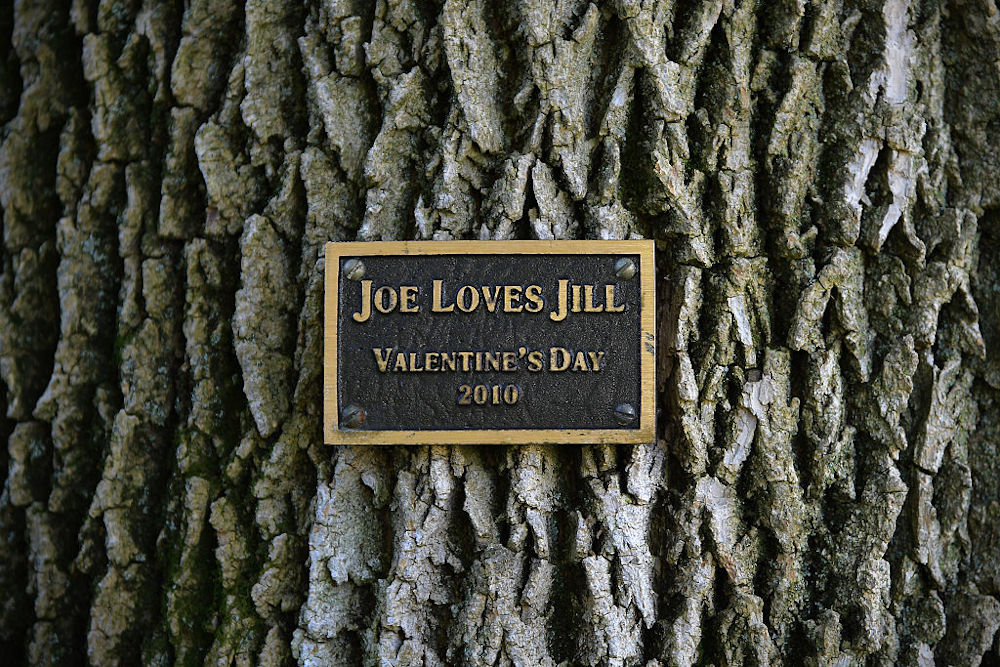 JOE LOVES JILL
VALENTINE'S DAY
2010